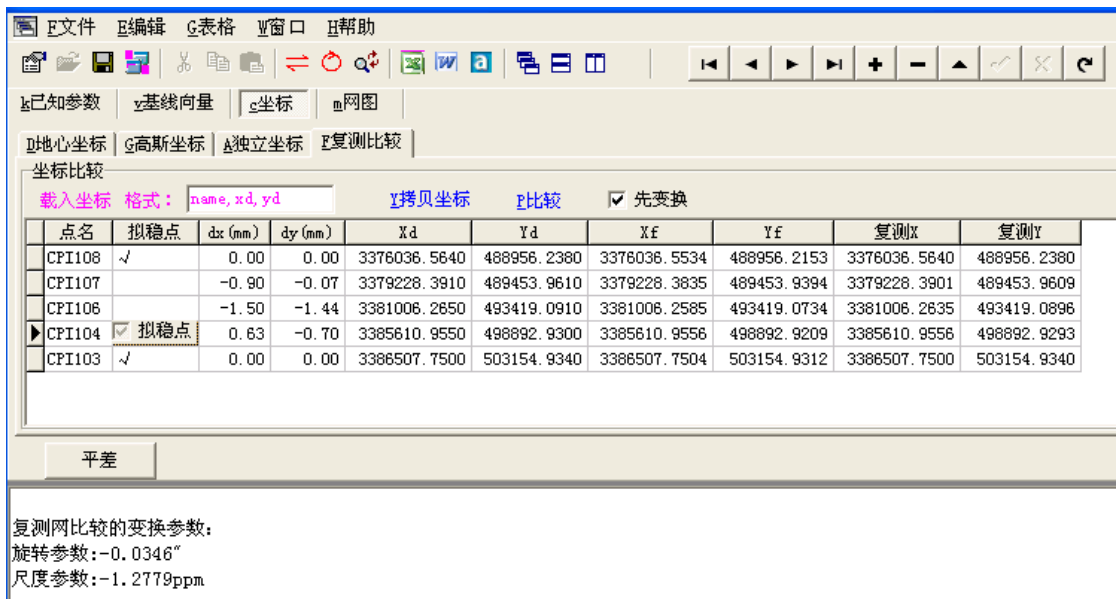 F文件 E编辑 G表格 W窗口 H帮助
k已知参数 v基线向量 c坐标 m网图
D地心坐标 G高斯坐标 A独立坐标 F复测比较
坐标比较
载入坐标 格式： name,xd,yd Y拷贝坐标 P比较 先变换
点名 拟稳点 dx(mm) dy(mm) Xd Yd Xf Yf 复测X 复测Y
CPI108 √ 0.00 0.00 3376036.5640 488956.2380 3376036.5534 488956.2153 3376036.5640 488956.2380
CPI107 -0.90 -0.07 3379228.3910 489453.9610 3379228.3835 489453.9394 3379228.3901 489453.9609
CPI106 -1.50 -1.44 3381006.2650 493419.0910 3381006.2585 493419.0734 3381006.2635 493419.0896
CPI104 拟稳点 0.63 -0.70 3385610.9550 498892.9300 3385610.9556 498892.9209 3385610.9556 498892.9293
CPI103 √ 0.00 0.00 3386507.7500 503154.9340 3386507.7504 503154.9312 3386507.7500 503154.9340
平差
复测网比较的变换参数：
旋转参数:-0.0346″
尺度参数:-1.2779ppm